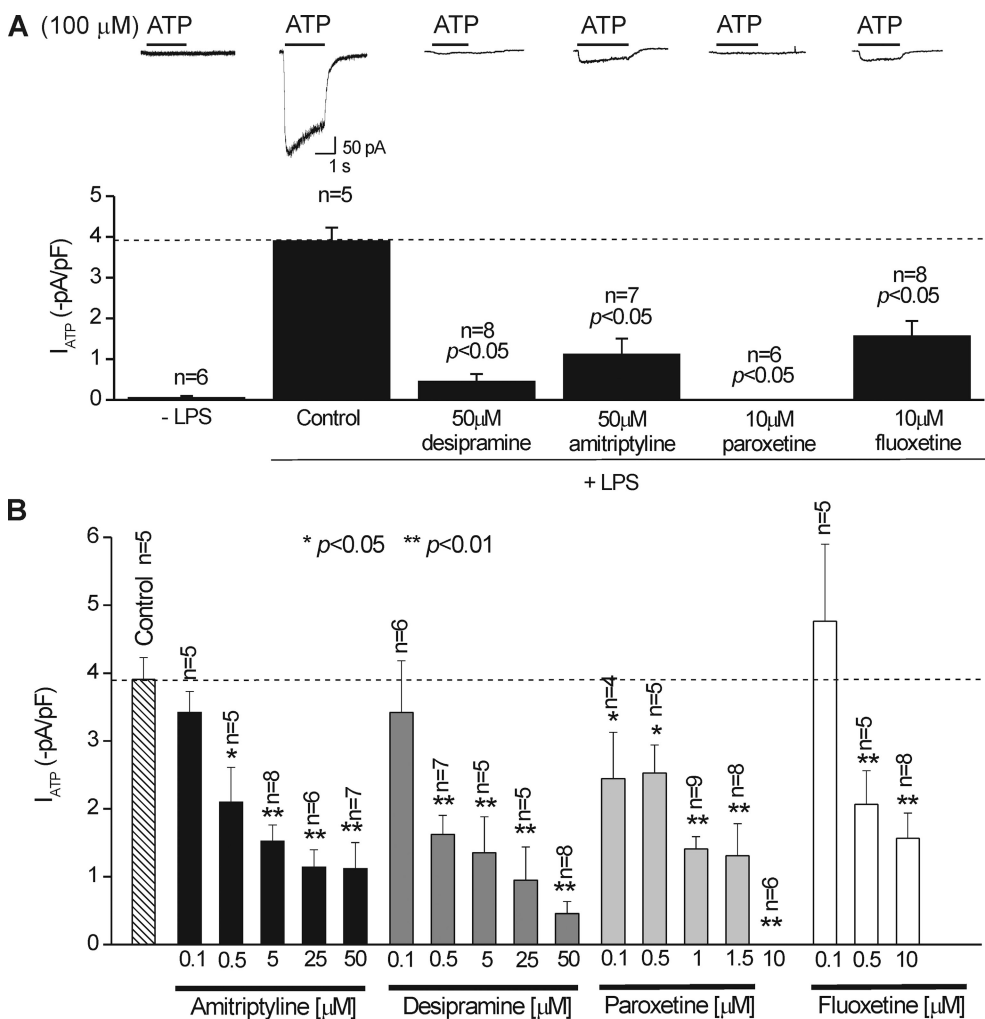 A (100 μM) ATP ATP ATP ATP ATP ATP
50 pA
1 s
I_ATP (-pA/pF)
5
4
3
2
1
0
n=6
n=5
n=8
p<0.05
n=7
p<0.05
n=6
p<0.05
n=8
p<0.05
- LPS
Control
50μM
desipramine
50μM
amitriptyline
10μM
paroxetine
10μM
fluoxetine
+ LPS
B
* p<0.05 ** p<0.01
I_ATP (-pA/pF)
6
5
4
3
2
1
0
Control n=5
n=5
* n=5
** n=8
** n=6
** n=7
n=6
** n=7
** n=5
** n=5
** n=8
* n=4
* n=5
** n=9
** n=8
** n=6
n=5
** n=5
** n=8
0.1 0.5 5 25 50 0.1 0.5 5 25 50 0.1 0.5 1 1.5 10 0.1 0.5 10
Amitriptyline [μM] Desipramine [μM] Paroxetine [μM] Fluoxetine [μM]